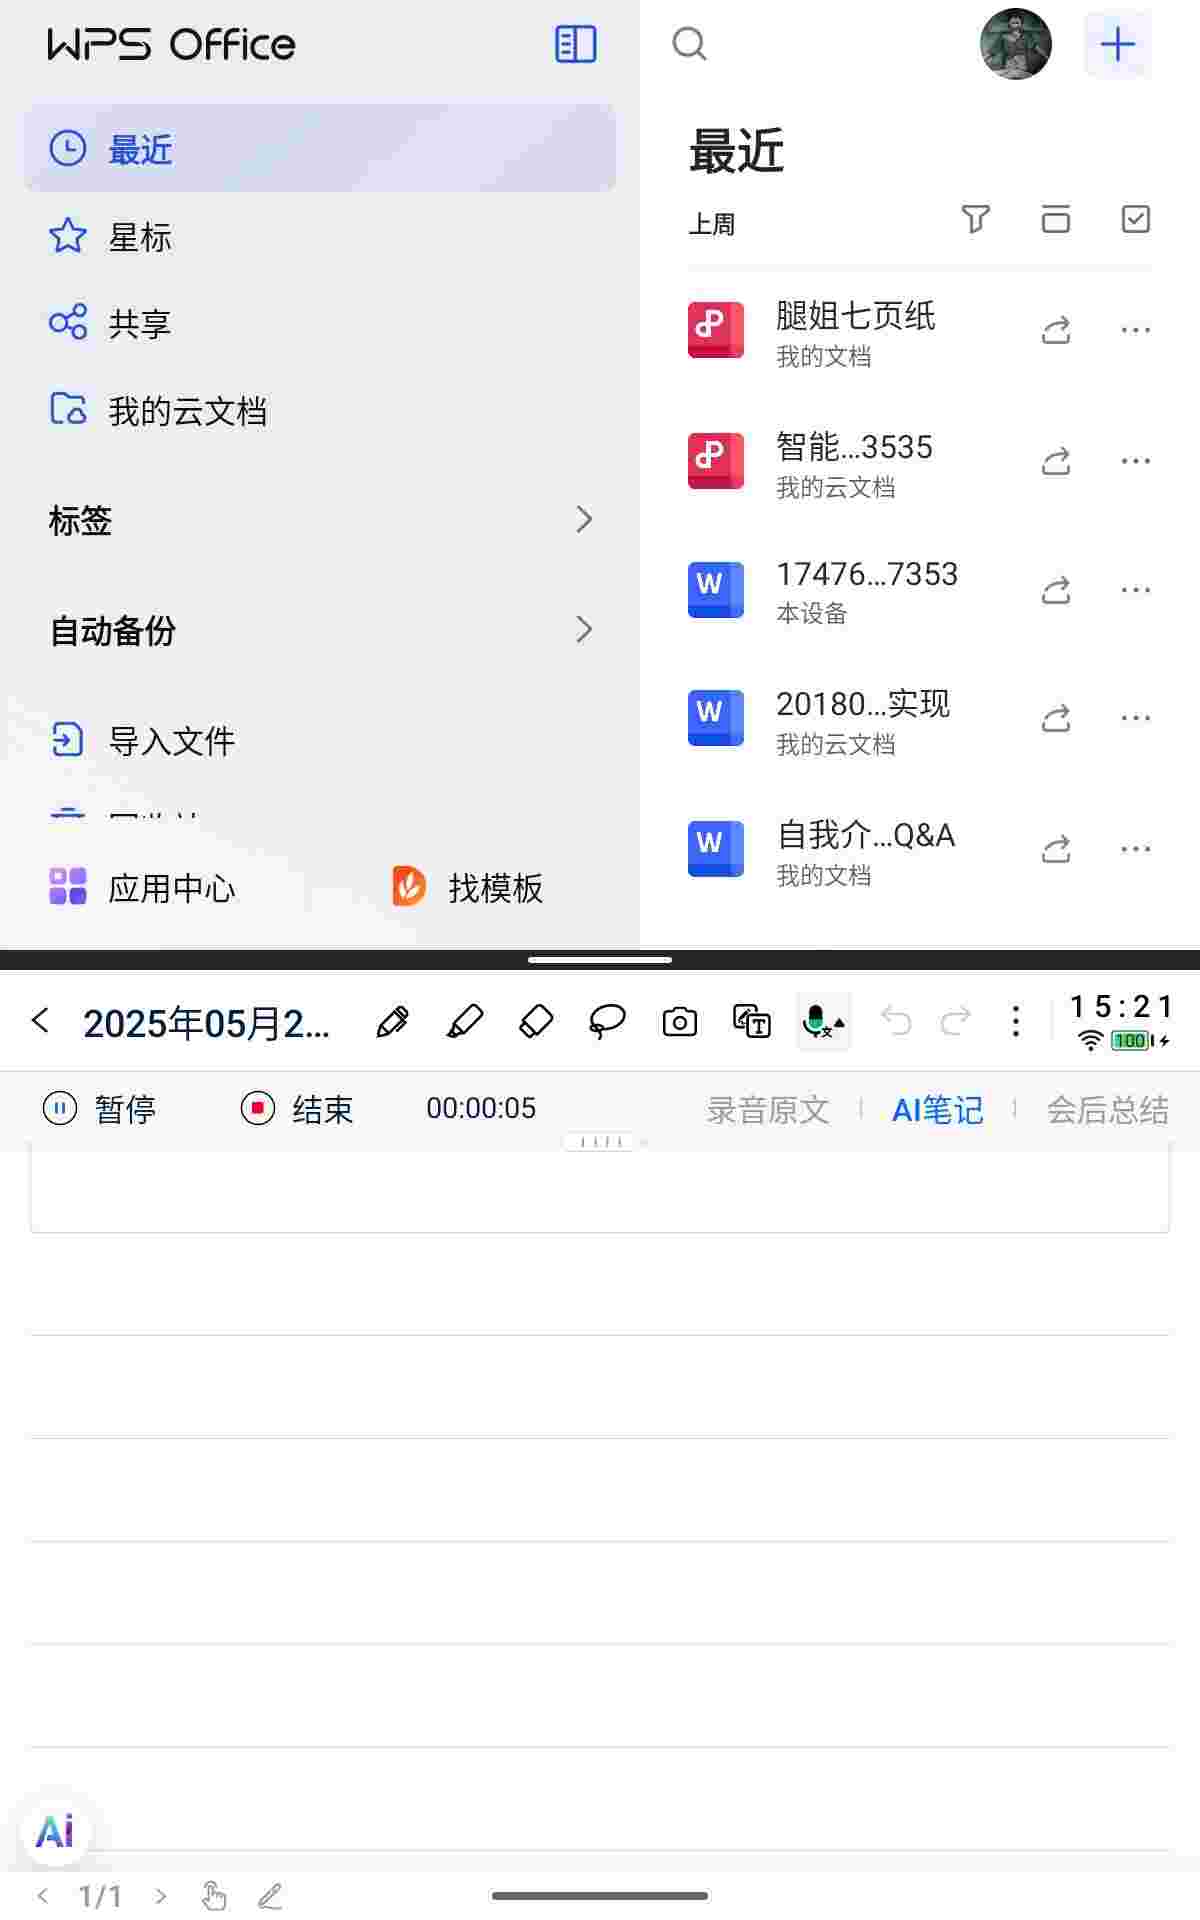 WPS Office
最近
星标
共享
我的云文档
标签
自动备份
导入文件
应用中心
找模板
最近
上周
腿姐七页纸
我的文档
智能...3535
我的云文档
17476...7353
本设备
20180...实现
我的云文档
自我介...Q&A
我的文档
2025年05月2...
15:21
100
暂停
结束
00:00:05
录音原文
AI笔记
会后总结
Ai
1/1